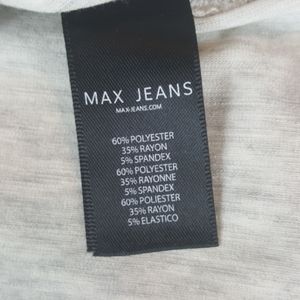 MAX JEANS
MAX-JEANS.COM
60% POLYESTER
35% RAYON
5% SPANDEX
60% POLYESTER
35% RAYONNE
5% SPANDEX
60% POLIESTER
35% RAYON
5% ELASTICO